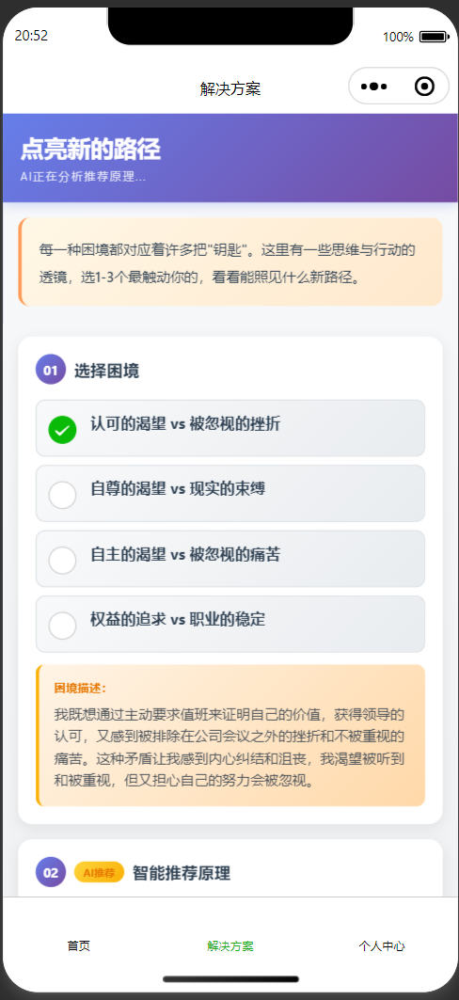 20:52
100%
解决方案
点亮新的路径
AI正在分析推荐原理...
每一种困境都对应着许多把"钥匙"。这里有一些思维与行动的
透镜，选1-3个最触动你的，看看能照见什么新路径。
01 选择困境
认可的渴望 vs 被忽视的挫折
自尊的渴望 vs 现实的束缚
自主的渴望 vs 被忽视的痛苦
权益的追求 vs 职业的稳定
困境描述：
我既想通过主动要求值班来证明自己的价值，获得领导的
认可，又感到被排除在公司会议之外的挫折和不被重视的
痛苦。这种矛盾让我感到内心纠结和沮丧，我渴望被听到
和被重视，但又担心自己的努力会被忽视。
02 AI推荐 智能推荐原理
首页 解决方案 个人中心